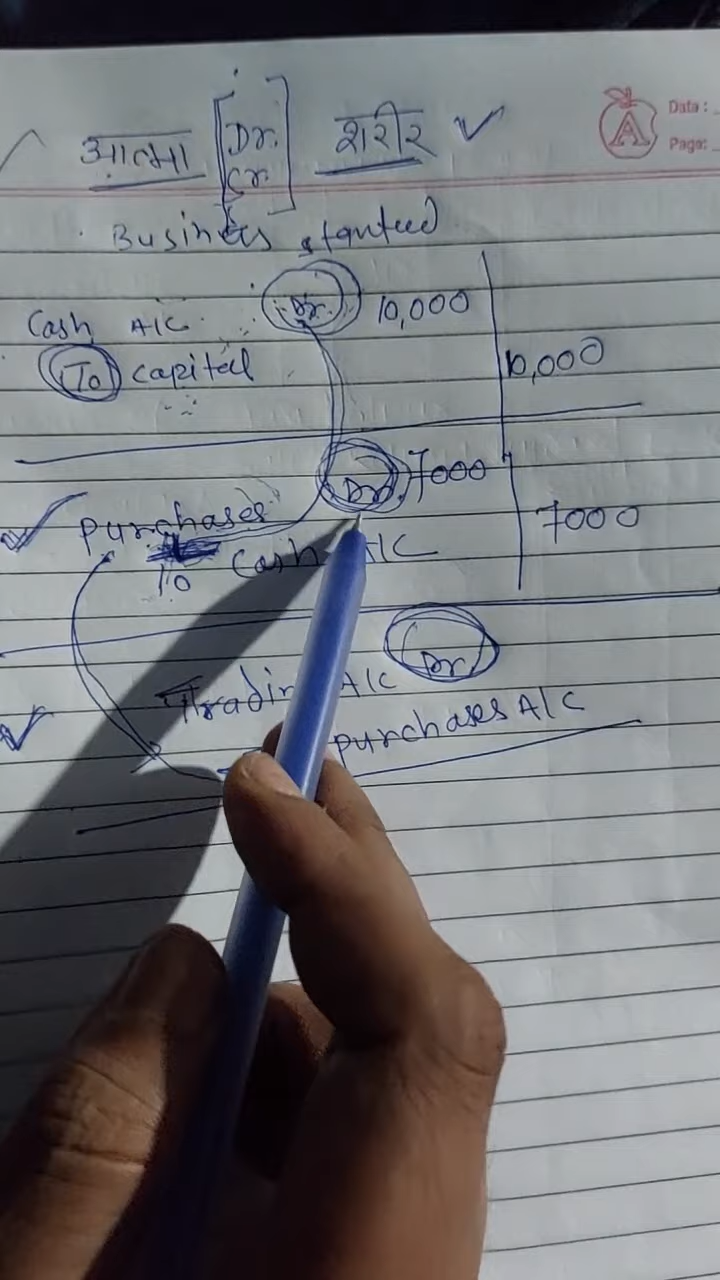 आत्मा [Dr. Cr.] शरीर ✓
Data:
Page:
A
Business started
Cash A/C Dr. 10,000
To capital 10,000
Purchases Dr. 7000
To Cash A/C 7000
Trading A/C Dr.
purchases A/C